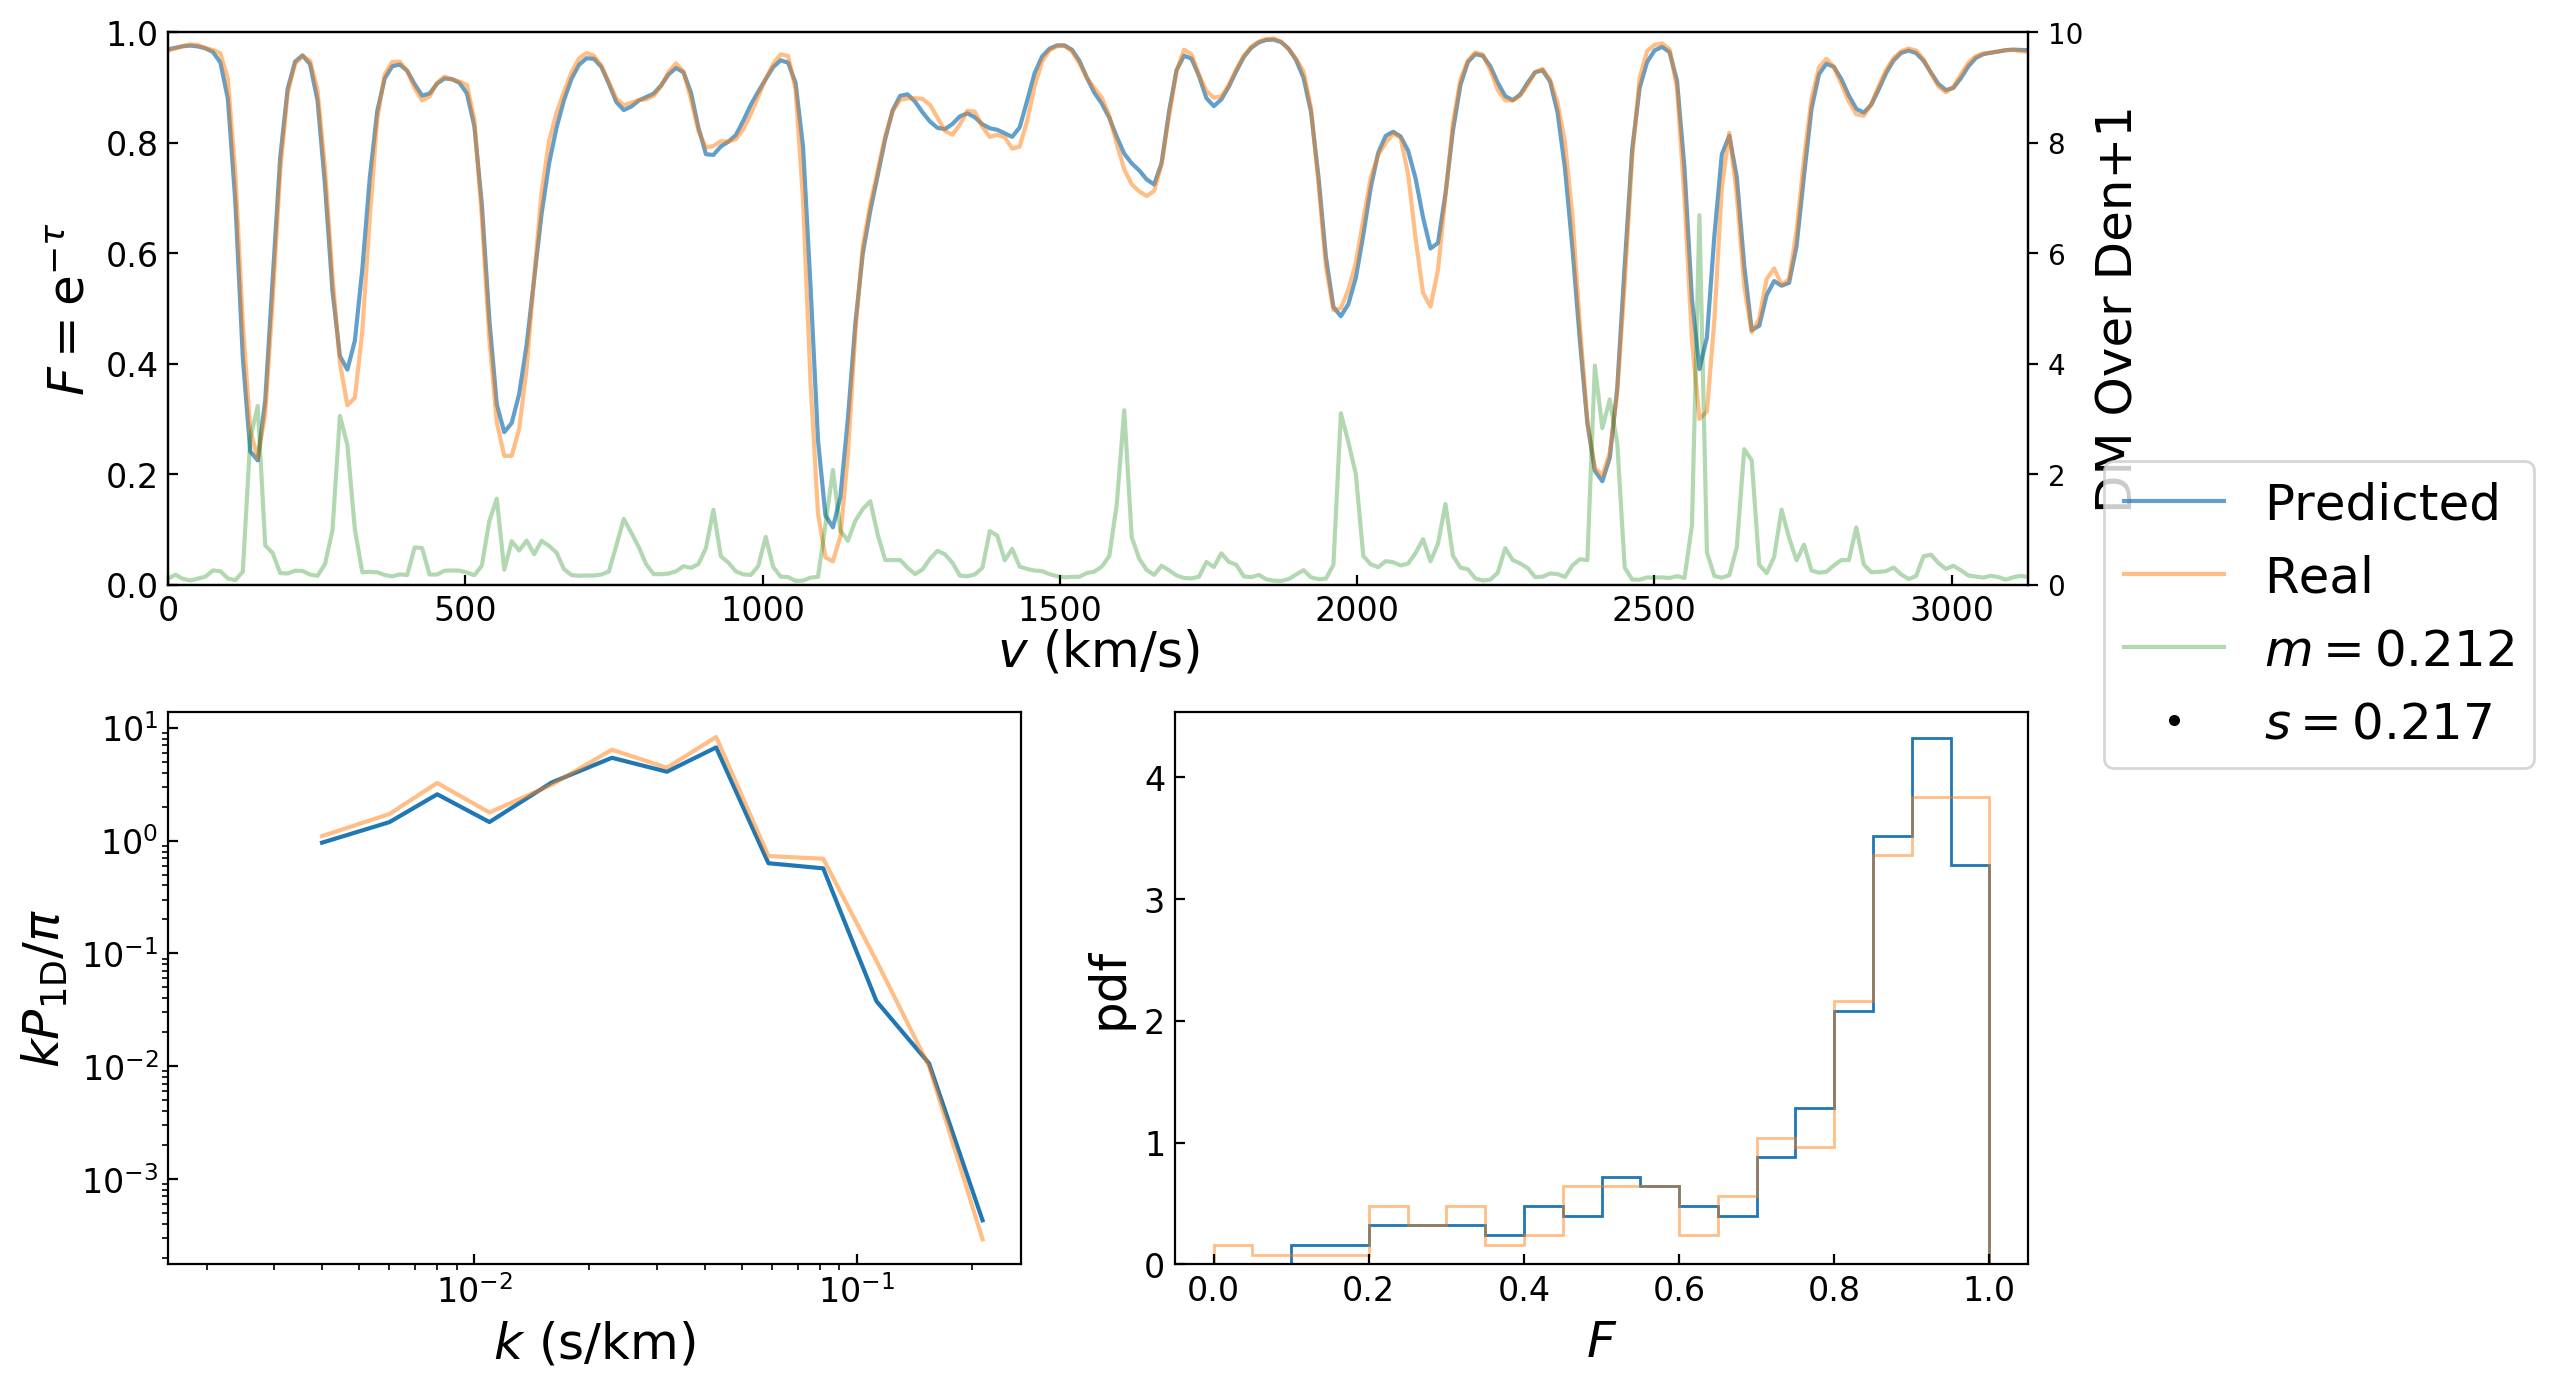 1.0
0.8
0.6
0.4
0.2
0.0
F = e^{−τ}
0 500 1000 1500 2000 2500 3000
v (km/s)
10
8
6
4
2
0
DM Over Den+1
Predicted
Real
m = 0.212
s = 0.217
10^1
10^0
10^{−1}
10^{−2}
10^{−3}
kP_{1D}/π
10^{−2} 10^{−1}
k (s/km)
4
3
2
1
0
pdf
0.0 0.2 0.4 0.6 0.8 1.0
F